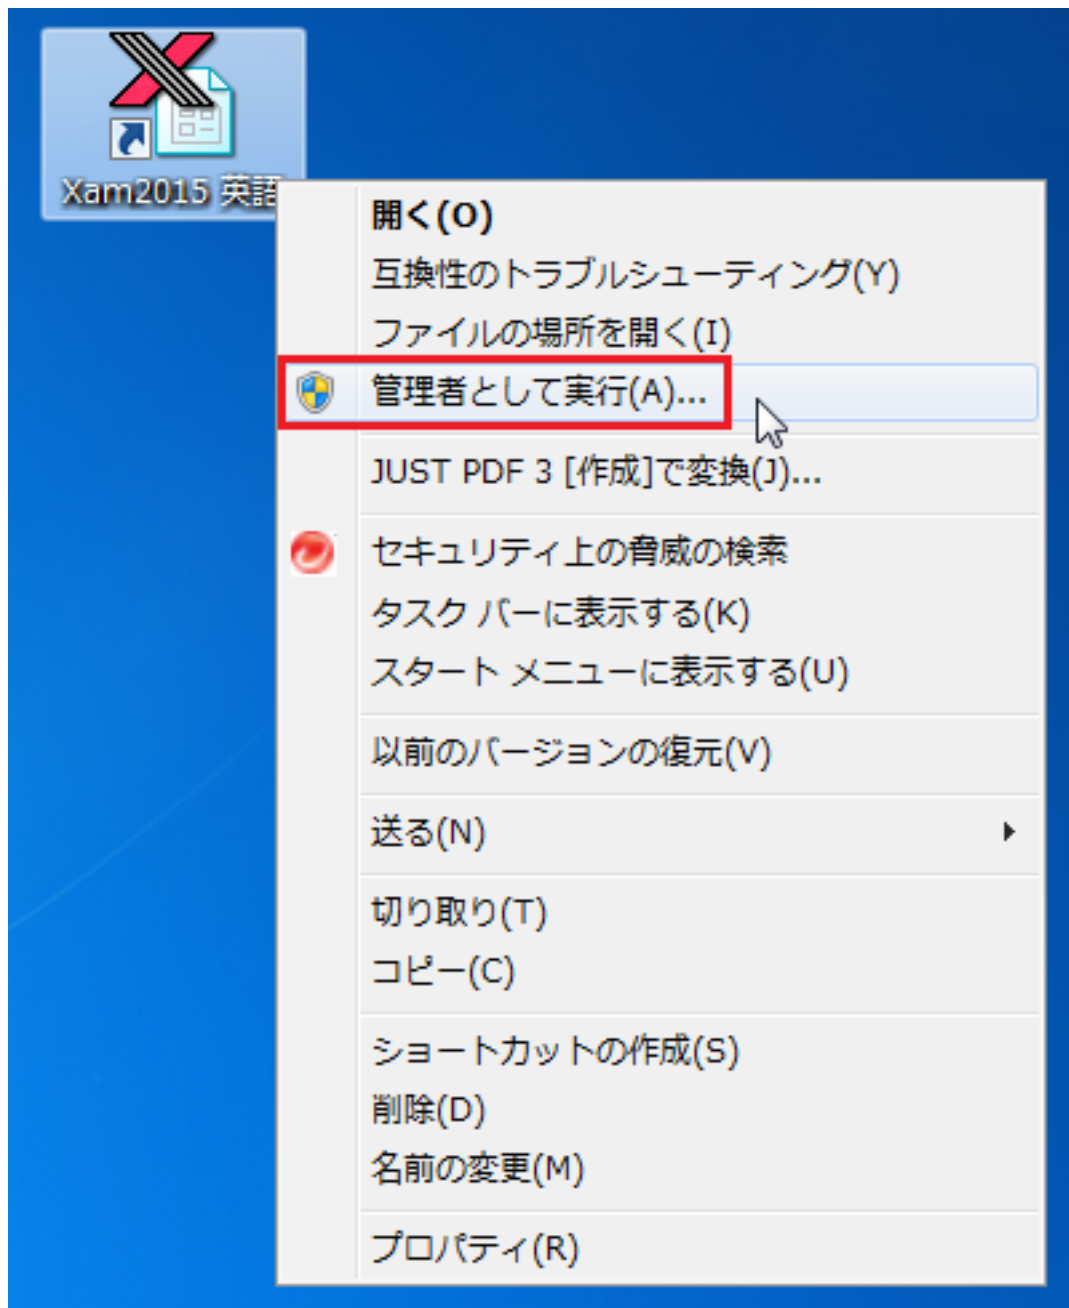 Xam2015 英語
開く(O)
互換性のトラブルシューティング(Y)
ファイルの場所を開く(I)
管理者として実行(A)...
JUST PDF 3 [作成]で変換(J)...
セキュリティ上の脅威の検索
タスク バーに表示する(K)
スタート メニューに表示する(U)
以前のバージョンの復元(V)
送る(N)
切り取り(T)
コピー(C)
ショートカットの作成(S)
削除(D)
名前の変更(M)
プロパティ(R)